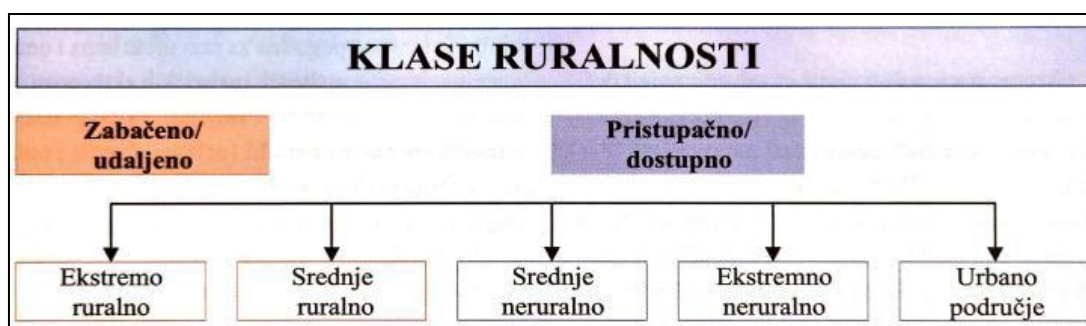 KLASE RURALNOSTI
Zabačeno/
udaljeno
Pristupačno/
dostupno
Ekstremo
ruralno
Srednje
ruralno
Srednje
neruralno
Ekstremno
neruralno
Urbano
područje